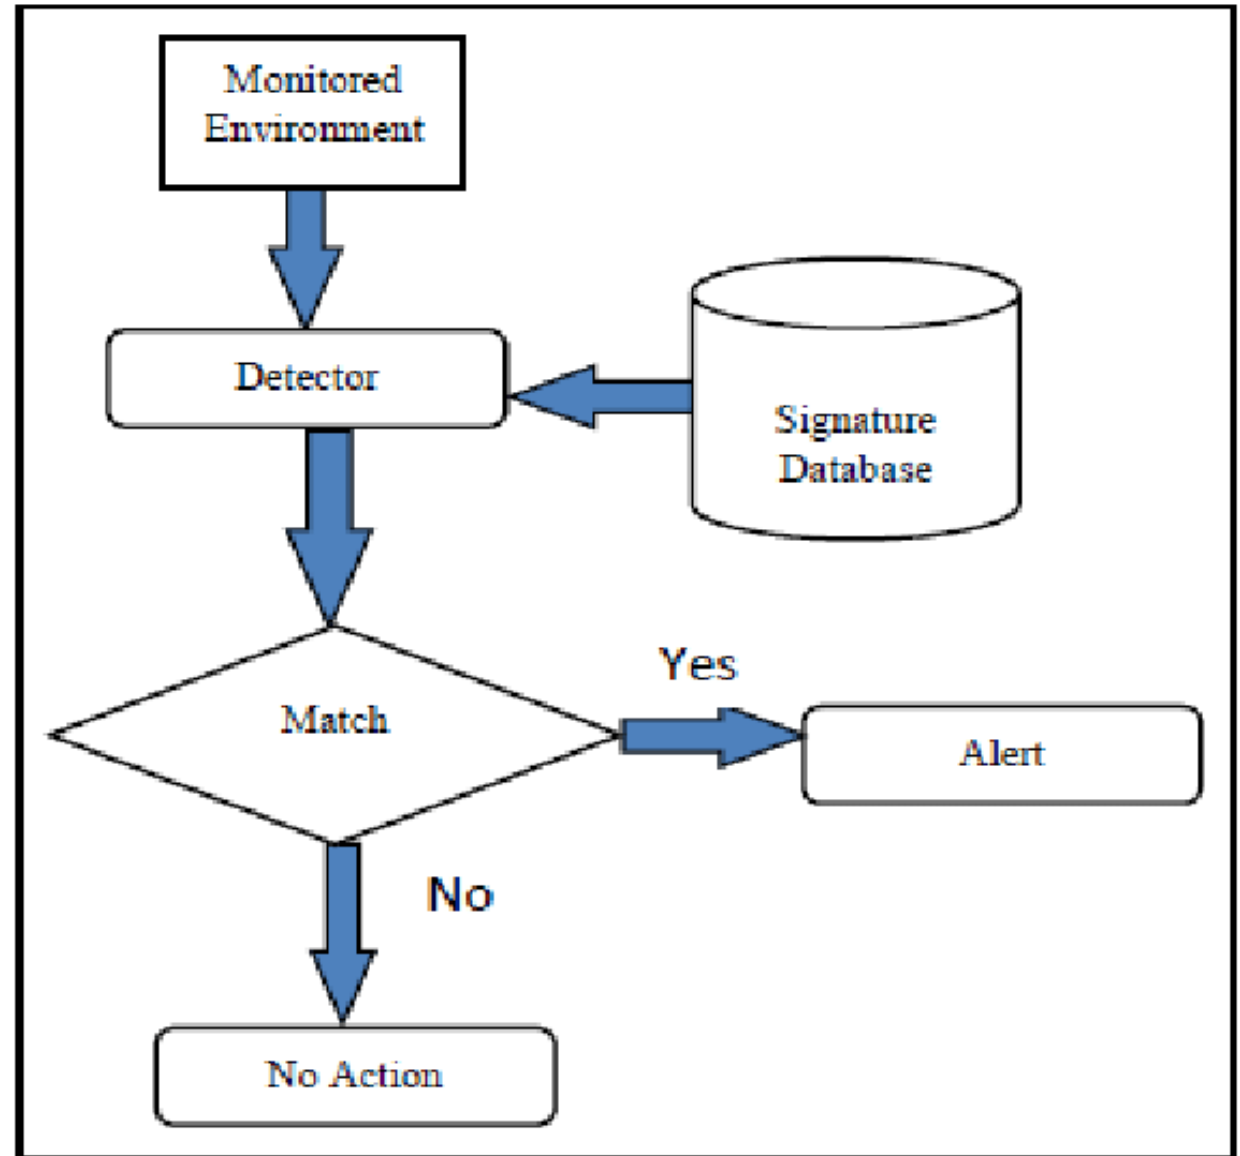 Monitored
Environment
Detector
Signature
Database
Match
Yes
Alert
No
No Action